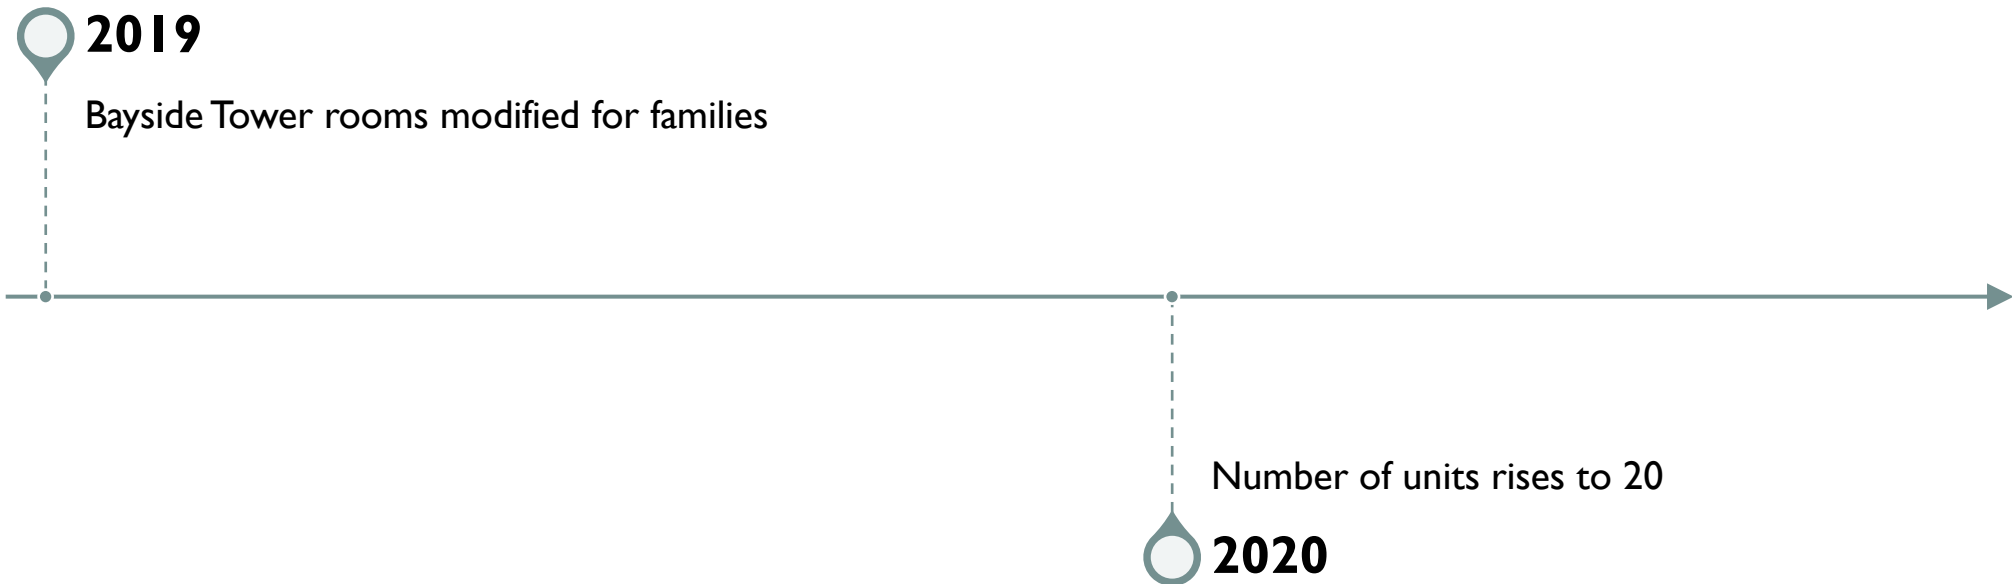 2019
Bayside Tower rooms modified for families
Number of units rises to 20
2020